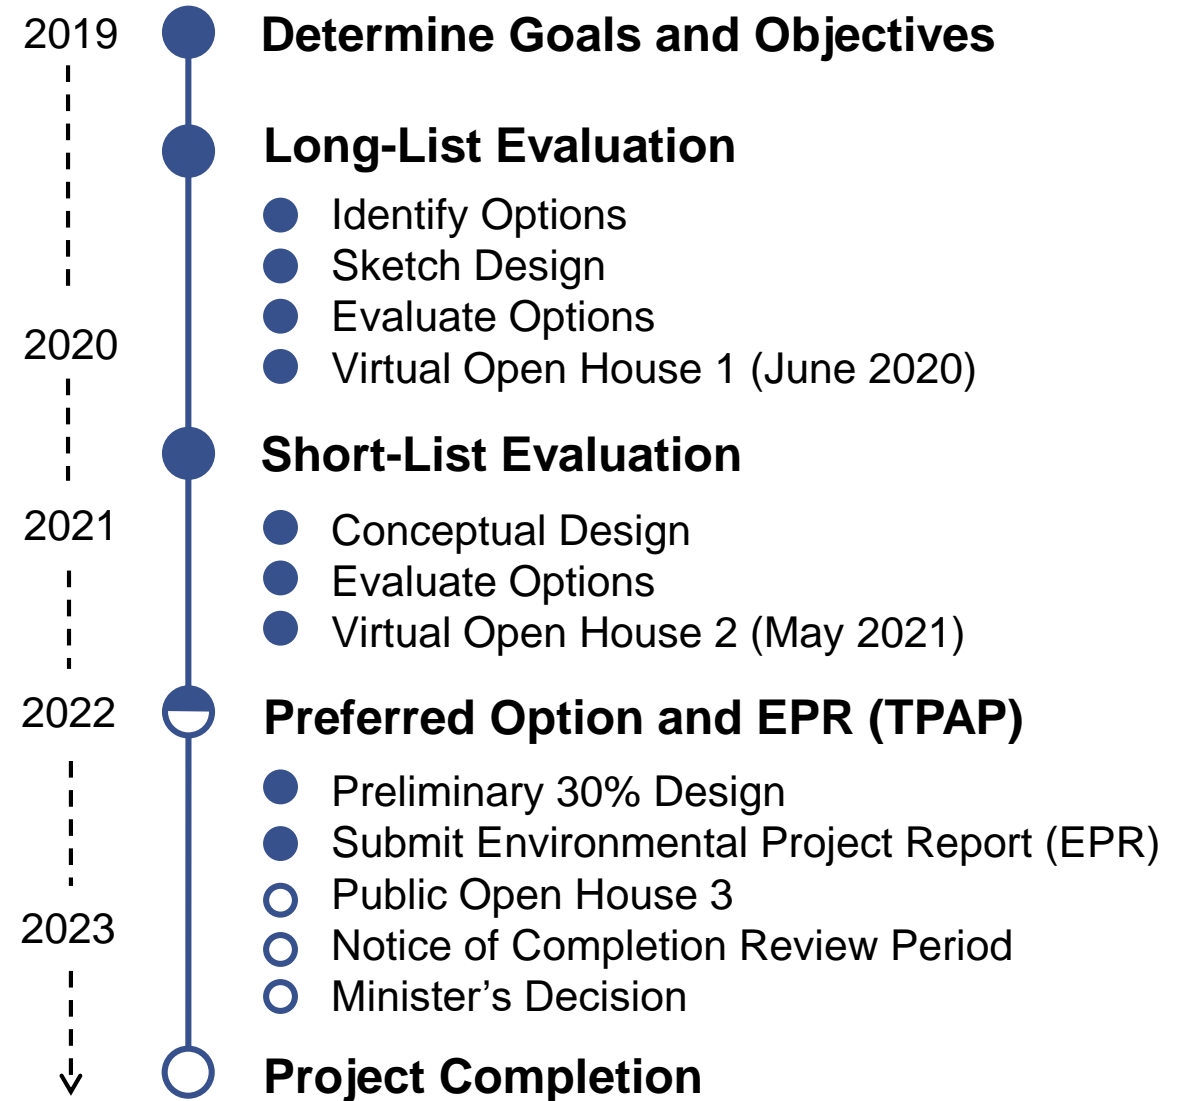 2019
Determine Goals and Objectives
Long-List Evaluation
Identify Options
Sketch Design
Evaluate Options
2020
Virtual Open House 1 (June 2020)
Short-List Evaluation
2021
Conceptual Design
Evaluate Options
Virtual Open House 2 (May 2021)
2022
Preferred Option and EPR (TPAP)
Preliminary 30% Design
Submit Environmental Project Report (EPR)
Public Open House 3
2023
Notice of Completion Review Period
Minister’s Decision
Project Completion